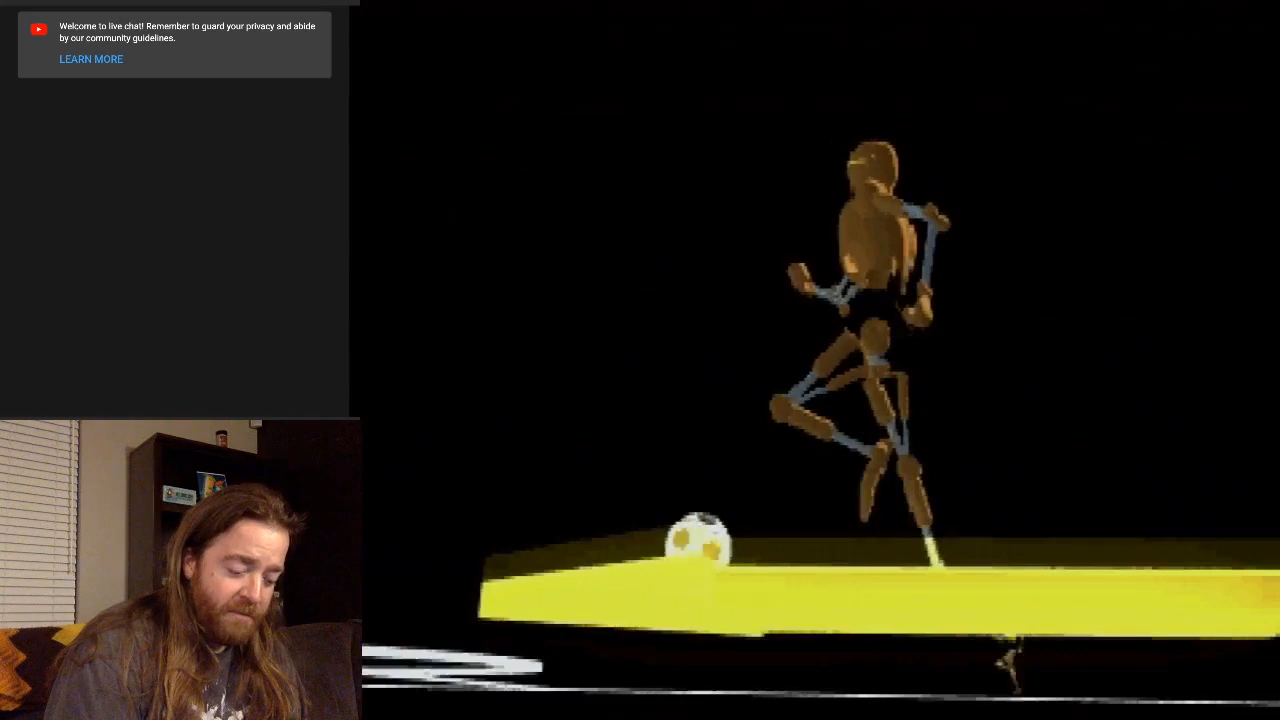 Welcome to live chat! Remember to guard your privacy and abide
by our community guidelines.
LEARN MORE